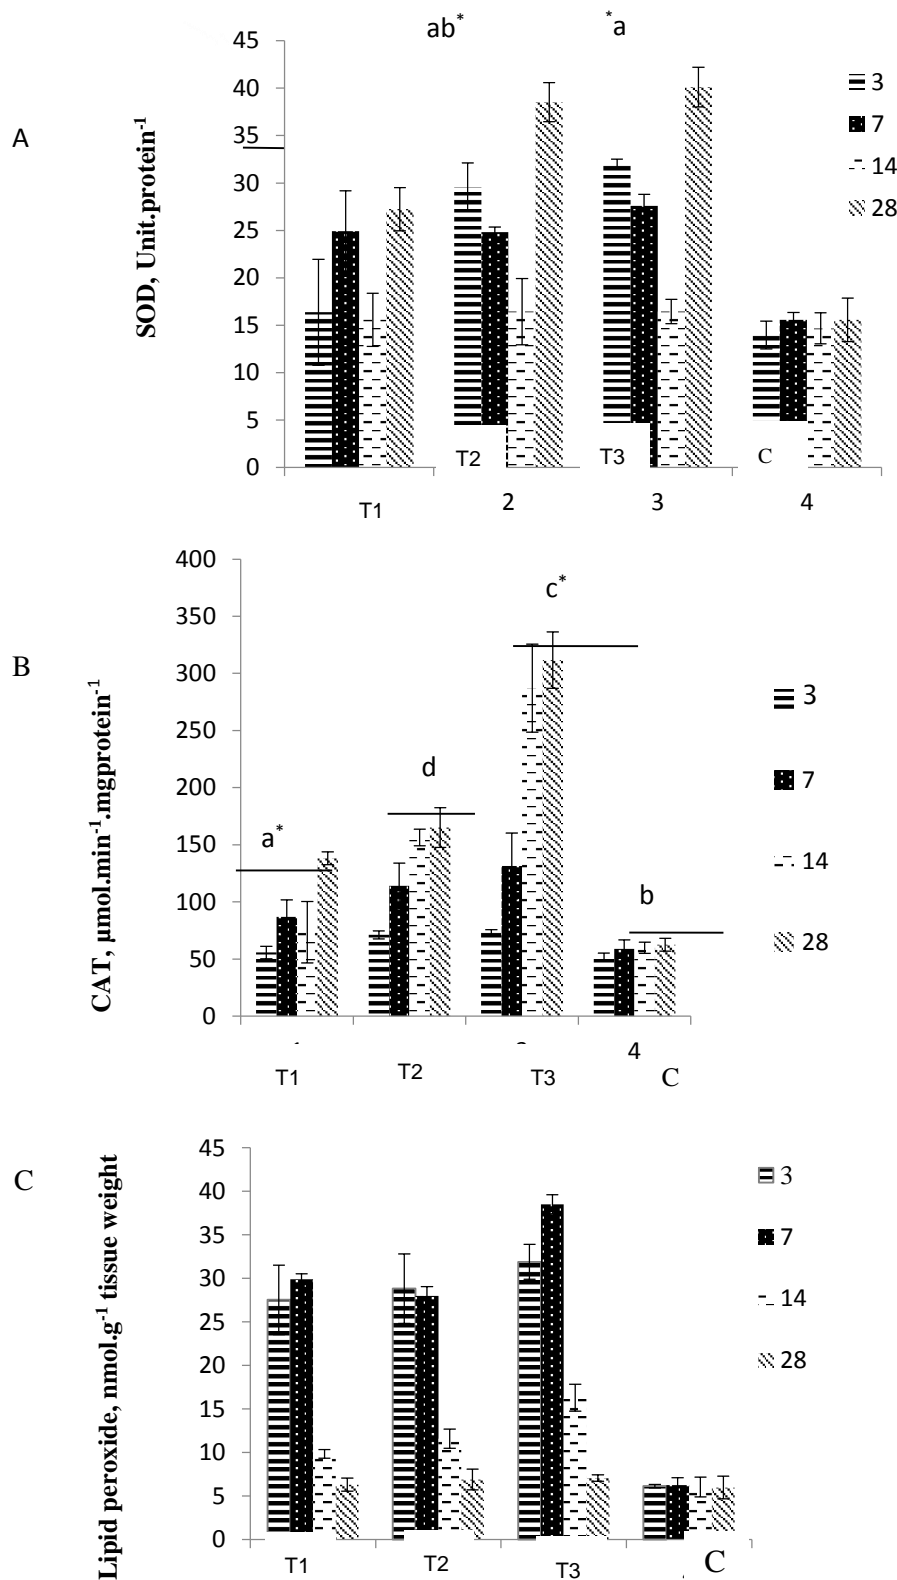 ab* *a
A
SOD, Unit.protein-1
45
40
35
30
25
20
15
10
5
0
3
7
14
28
T2
T3
C
T1
2
3
4
B
CAT, µmol.min-1.mgprotein-1
400
350
300
250
200
150
100
50
0
c*
d
a*
b
3
7
14
28
4
T1
T2
T3
C
C
Lipid peroxide, nmol.g-1 tissue weight
45
40
35
30
25
20
15
10
5
0
3
7
14
28
T1
T2
T3
C